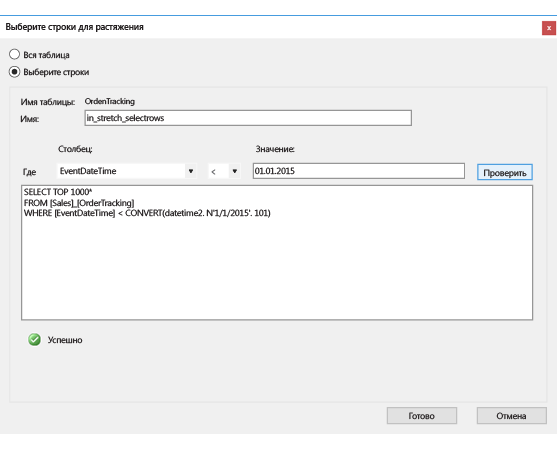 Выберите строки для растяжения
x
Вся таблица
Выберите строки
Имя таблицы: OrdenTracking
Имя: in_stretch_selectrows
Столбец: Значение:
Где EventDateTime < 01.01.2015 Проверить
SELECT TOP 1000*
FROM [Sales]_[OrderTracking]
WHERE [EventDateTime] < CONVERT(datetime2. N'1/1/2015'. 101)
Успешно
Готово Отмена